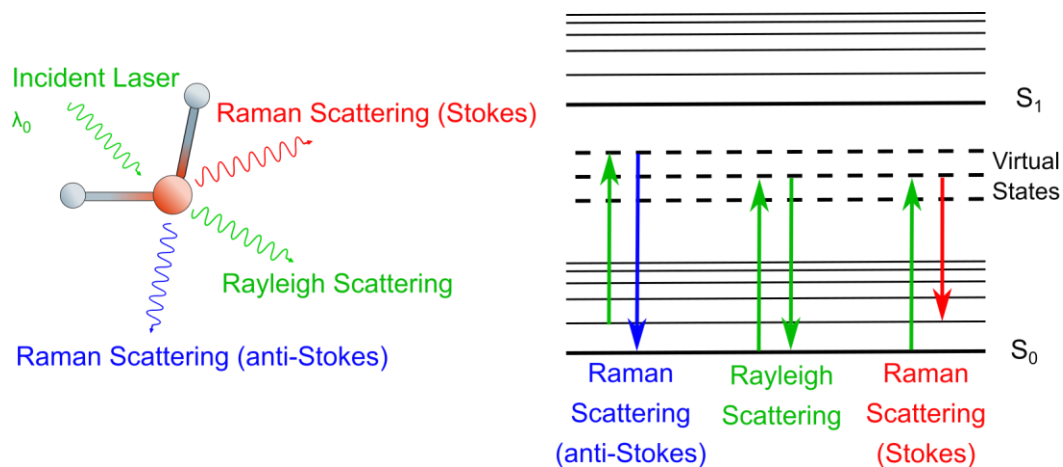 Incident Laser
λ₀
Raman Scattering (Stokes)
Rayleigh Scattering
Raman Scattering (anti-Stokes)
S₁
Virtual
States
S₀
Raman
Scattering
(anti-Stokes)
Rayleigh
Scattering
Raman
Scattering
(Stokes)